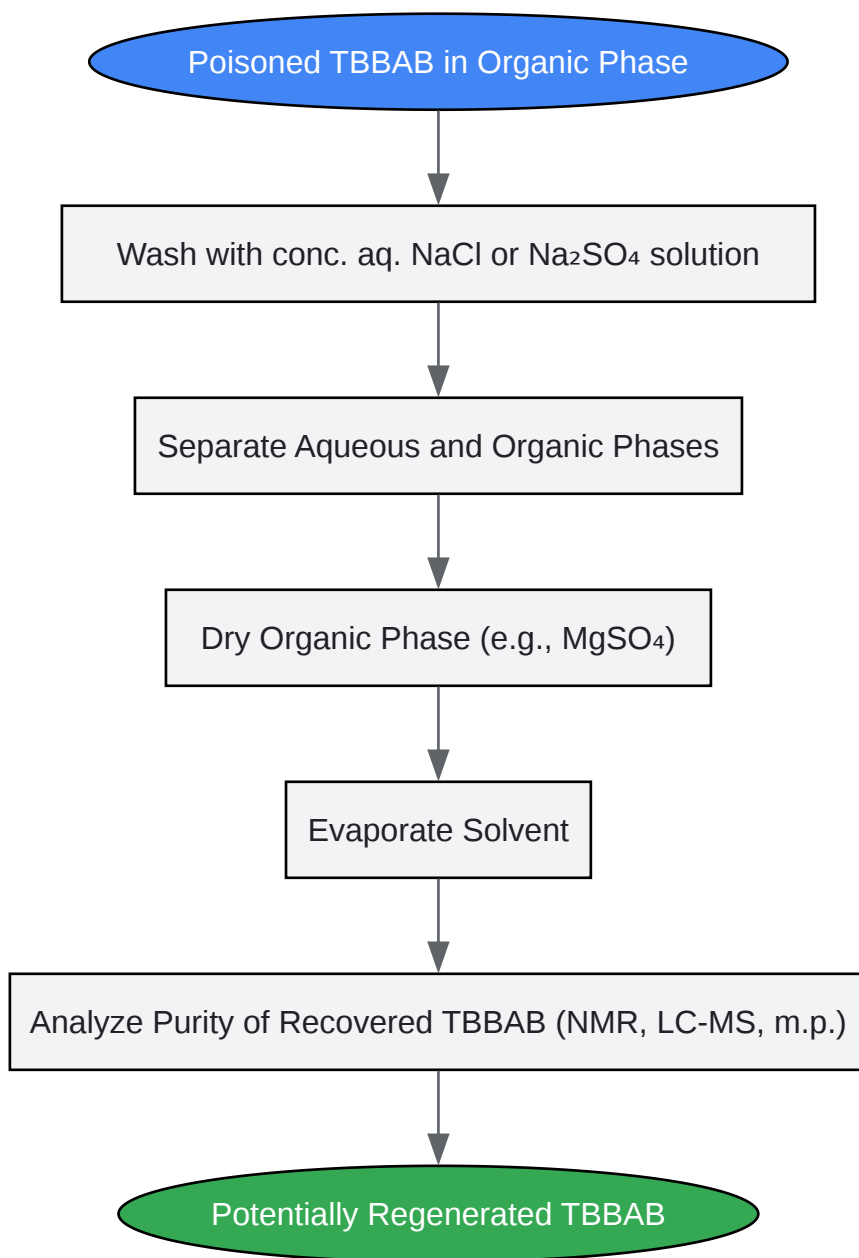 Poisoned TBBAB in Organic Phase
Wash with conc. aq. NaCl or Na₂SO₄ solution
Separate Aqueous and Organic Phases
Dry Organic Phase (e.g., MgSO₄)
Evaporate Solvent
Analyze Purity of Recovered TBBAB (NMR, LC-MS, m.p.)
Potentially Regenerated TBBAB